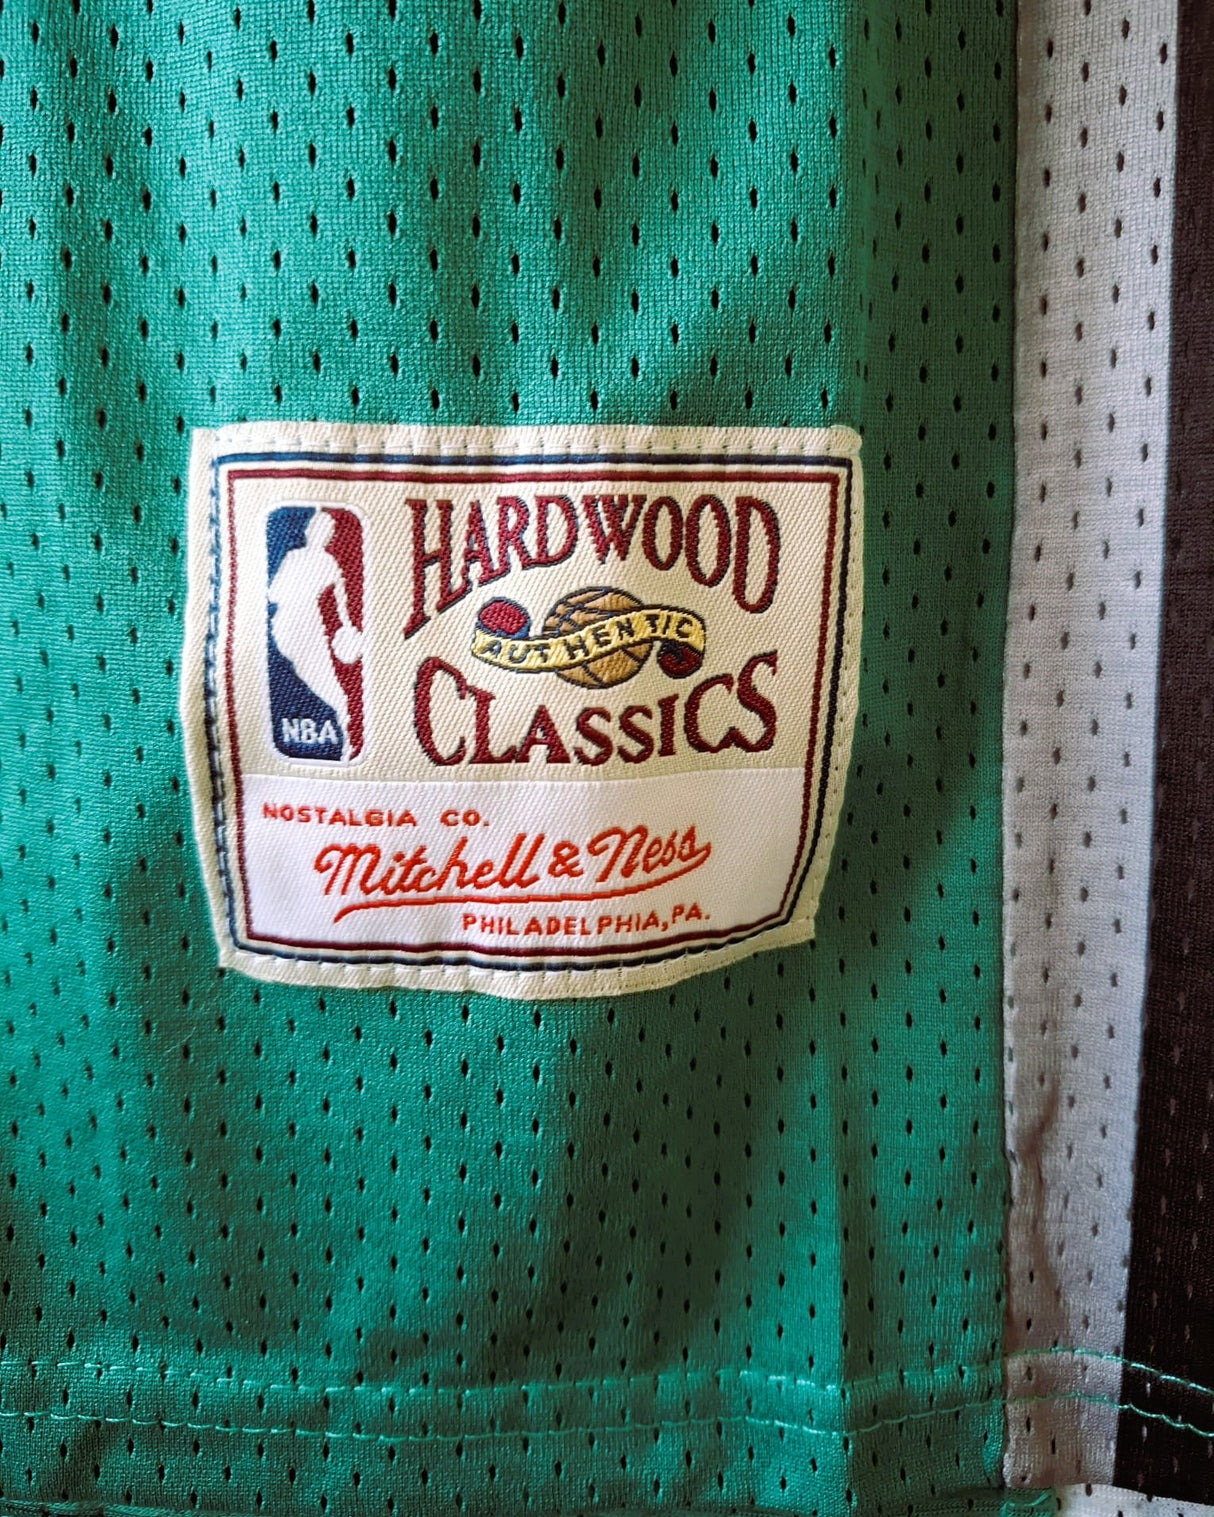 HARDWOOD
AUTHENTIC
CLASSICS
NBA
NOSTALGIA CO.
Mitchell & Ness
PHILADELPHIA, PA.